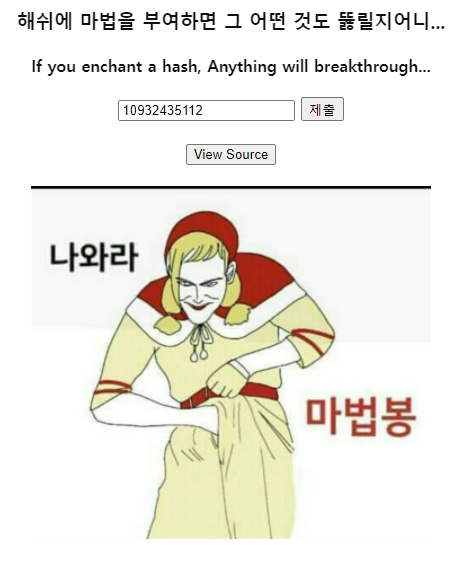 해쉬에 마법을 부여하면 그 어떤 것도 뚫릴지어니...
If you enchant a hash, Anything will breakthrough...
10932435112 제출
View Source
나와라
마법봉